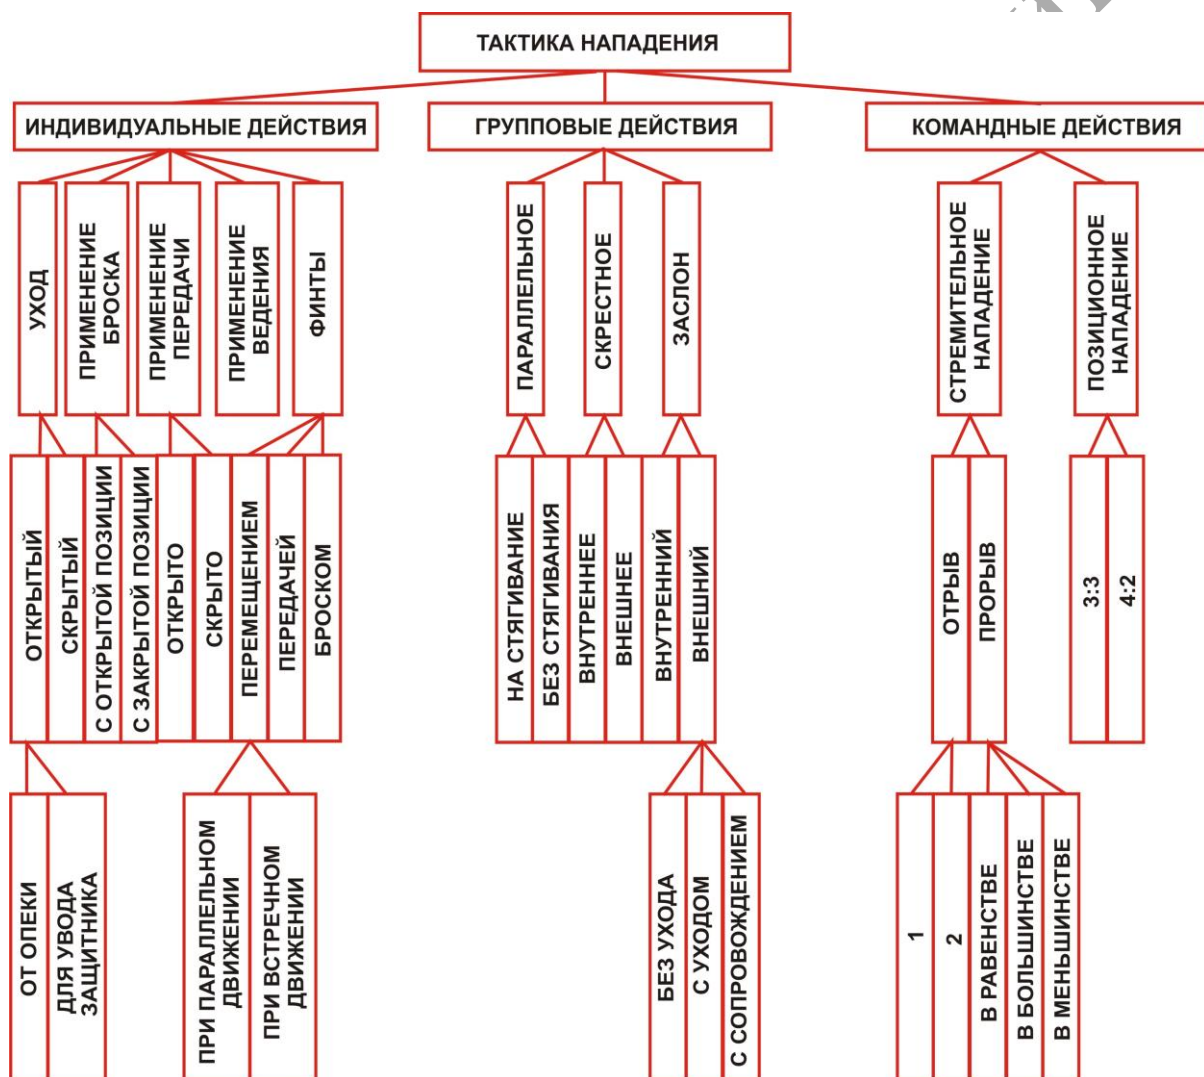 ТАКТИКА НАПАДЕНИЯ
ИНДИВИДУАЛЬНЫЕ ДЕЙСТВИЯ
ГРУППОВЫЕ ДЕЙСТВИЯ
КОМАНДНЫЕ ДЕЙСТВИЯ
УХОД
ПРИМЕНЕНИЕ
БРОСКА
ПРИМЕНЕНИЕ
ПЕРЕДАЧИ
ПРИМЕНЕНИЕ
ВЕДЕНИЯ
ФИНТЫ
ПАРАЛЛЕЛЬНОЕ
СКРЕСТНОЕ
ЗАСЛОН
СТРЕМИТЕЛЬНОЕ
НАПАДЕНИЕ
ПОЗИЦИОННОЕ
НАПАДЕНИЕ
ОТКРЫТЫЙ
СКРЫТЫЙ
С ОТКРЫТОЙ ПОЗИЦИИ
С ЗАКРЫТОЙ ПОЗИЦИИ
ОТКРЫТО
СКРЫТО
ПЕРЕМЕЩЕНИЕМ
ПЕРЕДАЧЕЙ
БРОСКОМ
НА СТЯГИВАНИЕ
БЕЗ СТЯГИВАНИЯ
ВНУТРЕННЕЕ
ВНЕШНЕЕ
ВНУТРЕННИЙ
ВНЕШНИЙ
ОТРЫВ
ПРОРЫВ
3:3
4:2
ОТ ОПЕКИ
ДЛЯ УВОДА
ЗАЩИТНИКА
ПРИ ПАРАЛЛЕЛЬНОМ
ДВИЖЕНИИ
ПРИ ВСТРЕЧНОМ
ДВИЖЕНИИ
БЕЗ УХОДА
С УХОДОМ
С СОПРОВОЖДЕНИЕМ
1
2
В РАВЕНСТВЕ
В БОЛЬШИНСТВЕ
В МЕНЬШИНСТВЕ